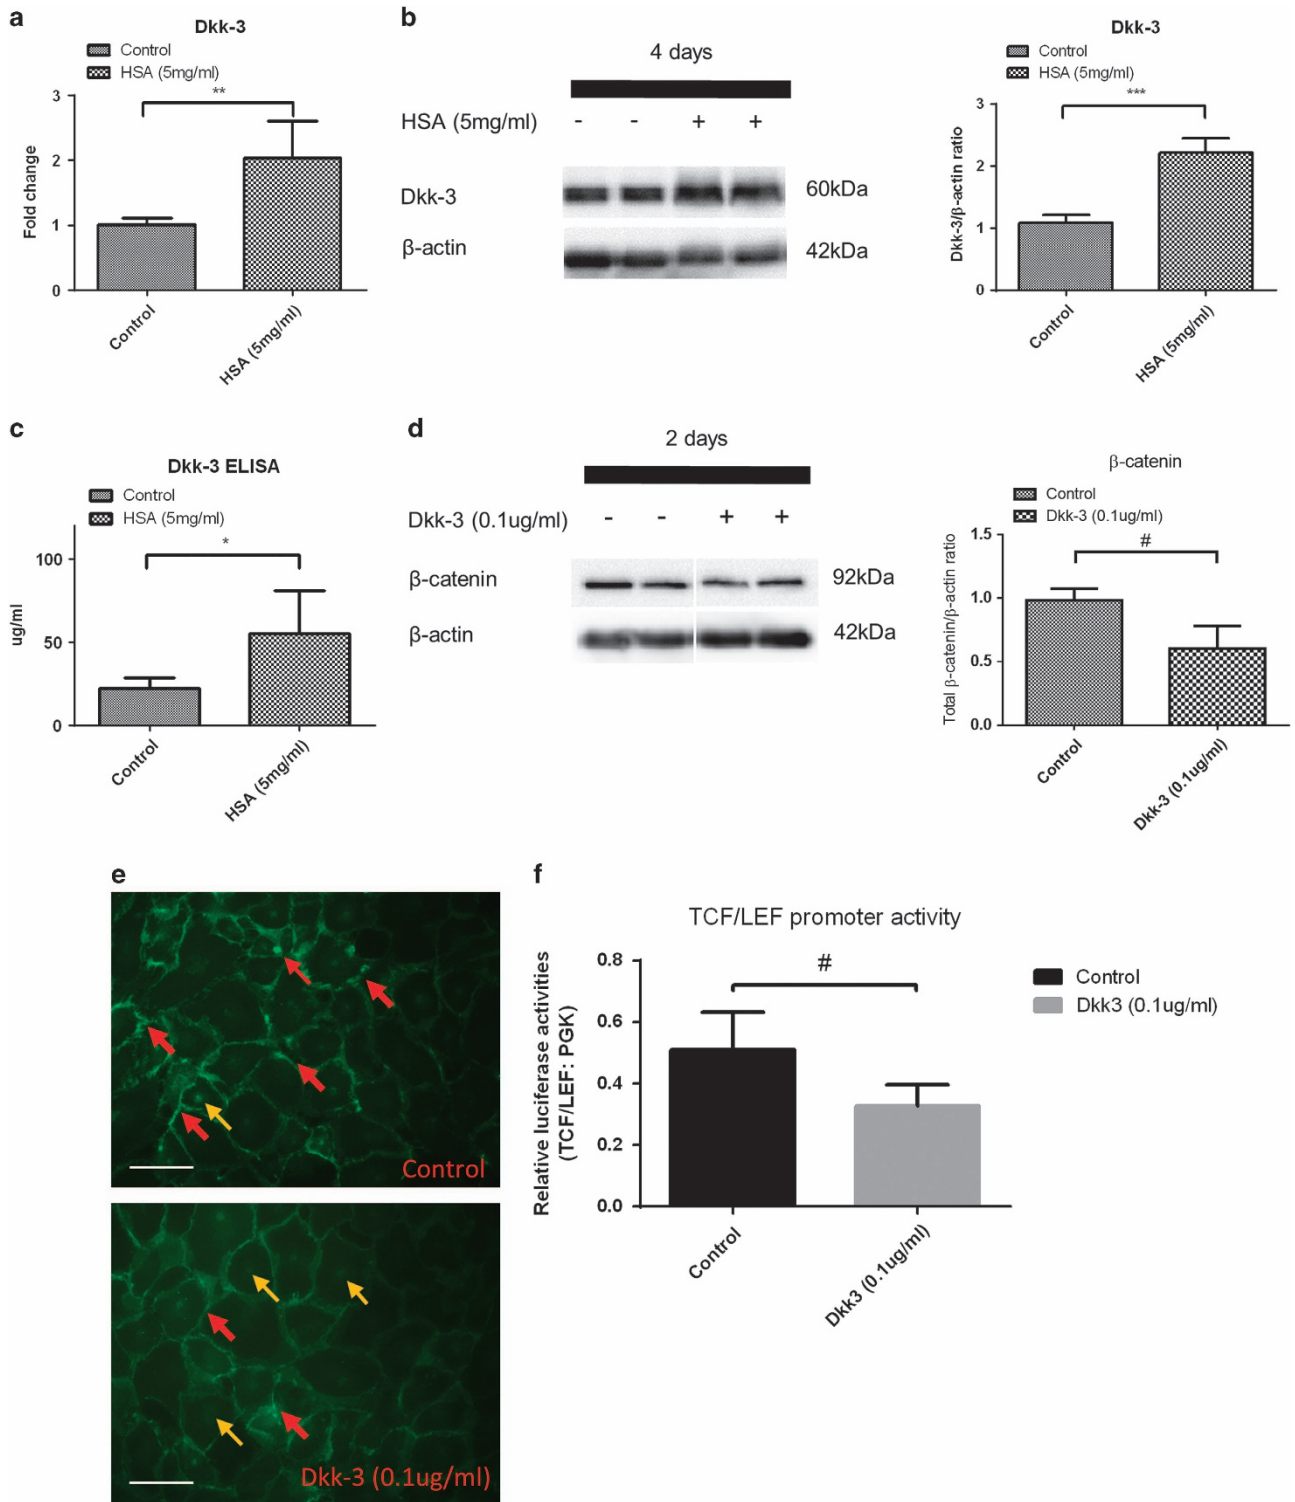 a
Dkk-3
Control
HSA (5mg/ml)
**
3
2
1
0
Fold change
Control
HSA (5mg/ml)
b
4 days
HSA (5mg/ml)
- - + +
Dkk-3
60kDa
β-actin
42kDa
Dkk-3
Control
HSA (5mg/ml)
***
3
2
1
0
Dkk-3/β-actin ratio
Control
HSA (5mg/ml)
c
Dkk-3 ELISA
Control
HSA (5mg/ml)
*
100
50
0
ug/ml
Control
HSA (5mg/ml)
d
2 days
Dkk-3 (0.1ug/ml)
- - + +
β-catenin
92kDa
β-actin
42kDa
β-catenin
Control
Dkk-3 (0.1ug/ml)
#
1.5
1.0
0.5
0.0
Total β-catenin/β-actin ratio
Control
Dkk-3 (0.1ug/ml)
e
Control
Dkk-3 (0.1ug/ml)
f
TCF/LEF promoter activity
Control
Dkk3 (0.1ug/ml)
#
0.8
0.6
0.4
0.2
0.0
Relative luciferase activities
(TCF/LEF: PGK)
Control
Dkk3 (0.1ug/ml)